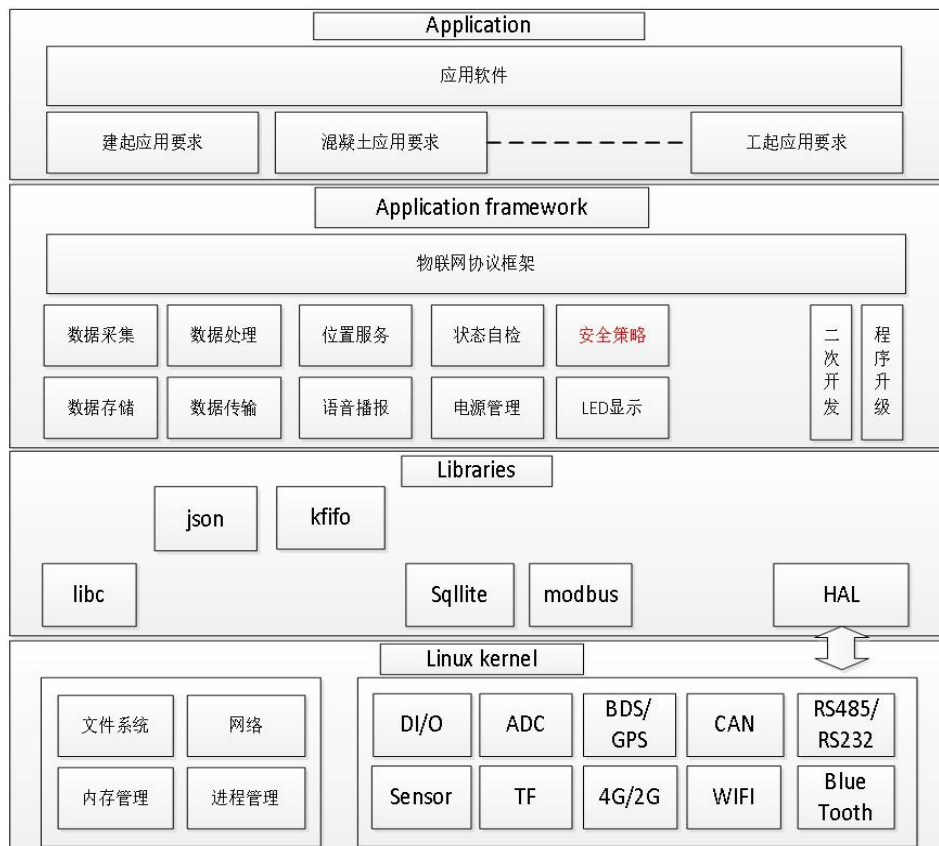 Application
应用软件
建起应用要求
混凝土应用要求
工起应用要求
Application framework
物联网协议框架
数据采集
数据处理
位置服务
状态自检
安全策略
数据存储
数据传输
语音播报
电源管理
LED显示
二次开发
程序升级
Libraries
json
kfifo
libc
Sqllite
modbus
HAL
Linux kernel
文件系统
网络
内存管理
进程管理
DI/O
ADC
BDS/
GPS
CAN
RS485/
RS232
Sensor
TF
4G/2G
WIFI
Blue
Tooth